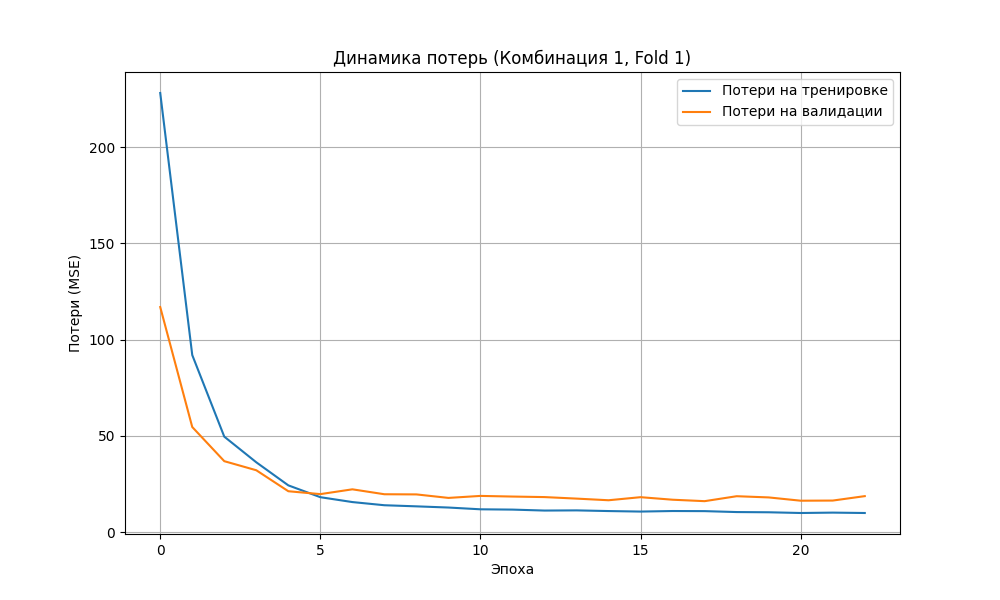 Динамика потерь (Комбинация 1, Fold 1)
Потери на тренировке
Потери на валидации
Потери (MSE)
200
150
100
50
0
0 5 10 15 20
Эпоха